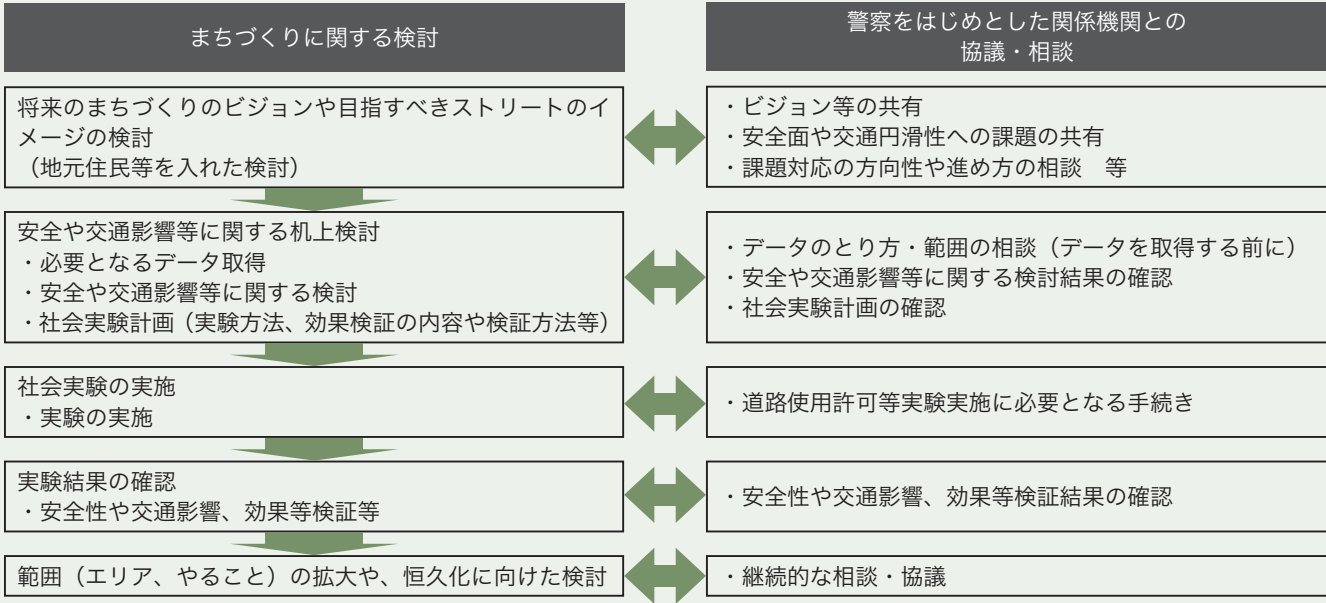 まちづくりに関する検討
警察をはじめとした関係機関との
協議・相談
将来のまちづくりのビジョンや目指すべきストリートのイ
メージの検討
（地元住民等を入れた検討）
・ビジョン等の共有
・安全面や交通円滑性への課題の共有
・課題対応の方向性や進め方の相談　等
安全や交通影響等に関する机上検討
・必要となるデータ取得
・安全や交通影響等に関する検討
・社会実験計画（実験方法、効果検証の内容や検証方法等）
・データのとり方・範囲の相談（データを取得する前に）
・安全や交通影響等に関する検討結果の確認
・社会実験計画の確認
社会実験の実施
・実験の実施
・道路使用許可等実験実施に必要となる手続き
実験結果の確認
・安全性や交通影響、効果等検証等
・安全性や交通影響、効果等検証結果の確認
範囲（エリア、やること）の拡大や、恒久化に向けた検討
・継続的な相談・協議